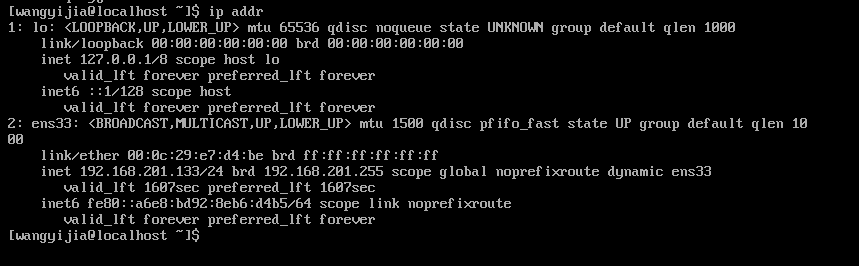 [wangyijia@localhost ~]$ ip addr
1: lo: <LOOPBACK,UP,LOWER_UP> mtu 65536 qdisc noqueue state UNKNOWN group default qlen 1000
    link/loopback 00:00:00:00:00:00 brd 00:00:00:00:00:00
    inet 127.0.0.1/8 scope host lo
       valid_lft forever preferred_lft forever
    inet6 ::1/128 scope host
       valid_lft forever preferred_lft forever
2: ens33: <BROADCAST,MULTICAST,UP,LOWER_UP> mtu 1500 qdisc pfifo_fast state UP group default qlen 10
00
    link/ether 00:0c:29:e7:d4:be brd ff:ff:ff:ff:ff:ff
    inet 192.168.201.133/24 brd 192.168.201.255 scope global noprefixroute dynamic ens33
       valid_lft 1607sec preferred_lft 1607sec
    inet6 fe80::a6e8:bd92:8eb6:d4b5/64 scope link noprefixroute
       valid_lft forever preferred_lft forever
[wangyijia@localhost ~]$